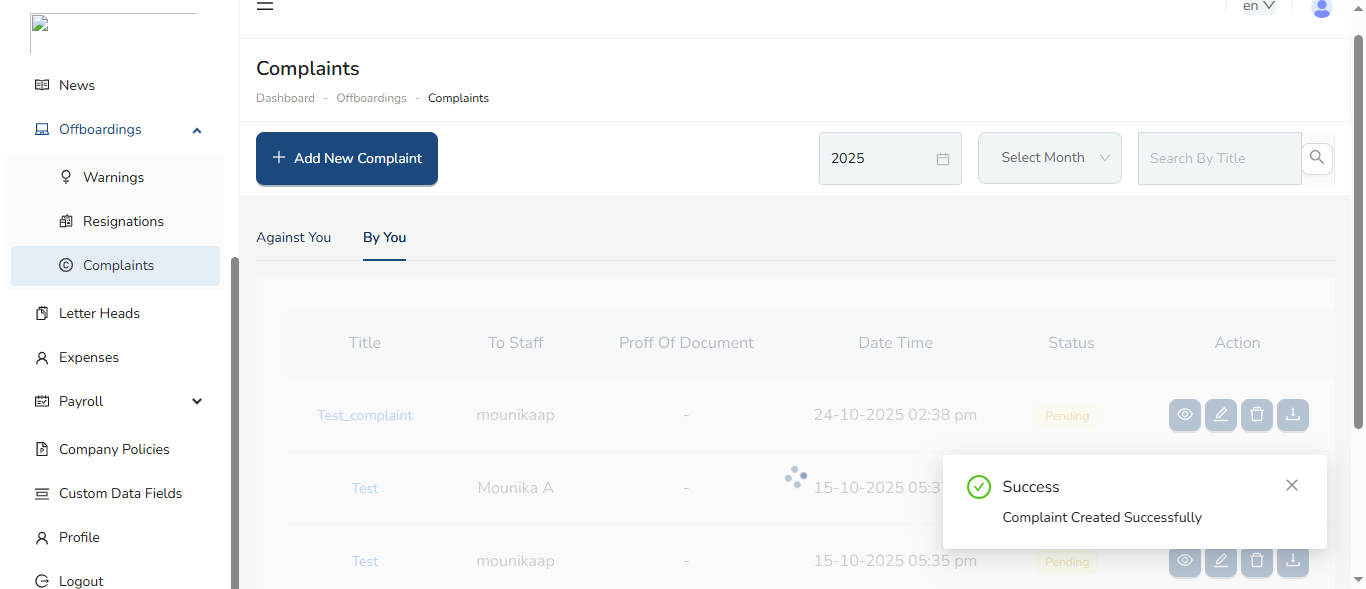 en
News
Offboardings
Warnings
Resignations
Complaints
Letter Heads
Expenses
Payroll
Company Policies
Custom Data Fields
Profile
Logout
Complaints
Dashboard - Offboardings - Complaints
Add New Complaint
2025
Select Month
Search By Title
Against You By You
Title To Staff Proff Of Document Date Time Status Action
Test_complaint mounikaap - 24-10-2025 02:38 pm Pending
Test Mounika A - 15-10-2025 05:3
Test mounikaap - 15-10-2025 05:35 pm Pending
Success
Complaint Created Successfully